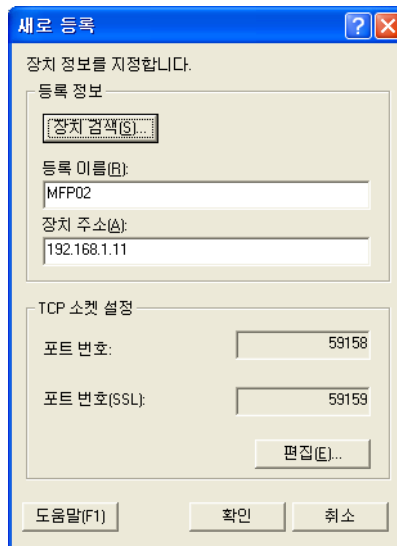 새로 등록
장치 정보를 지정합니다.
등록 정보
장치 검색(S)...
등록 이름(R):
MFP02
장치 주소(A):
192.168.1.11
TCP 소켓 설정
포트 번호:
59158
포트 번호(SSL):
59159
편집(E)...
도움말(F1)
확인
취소